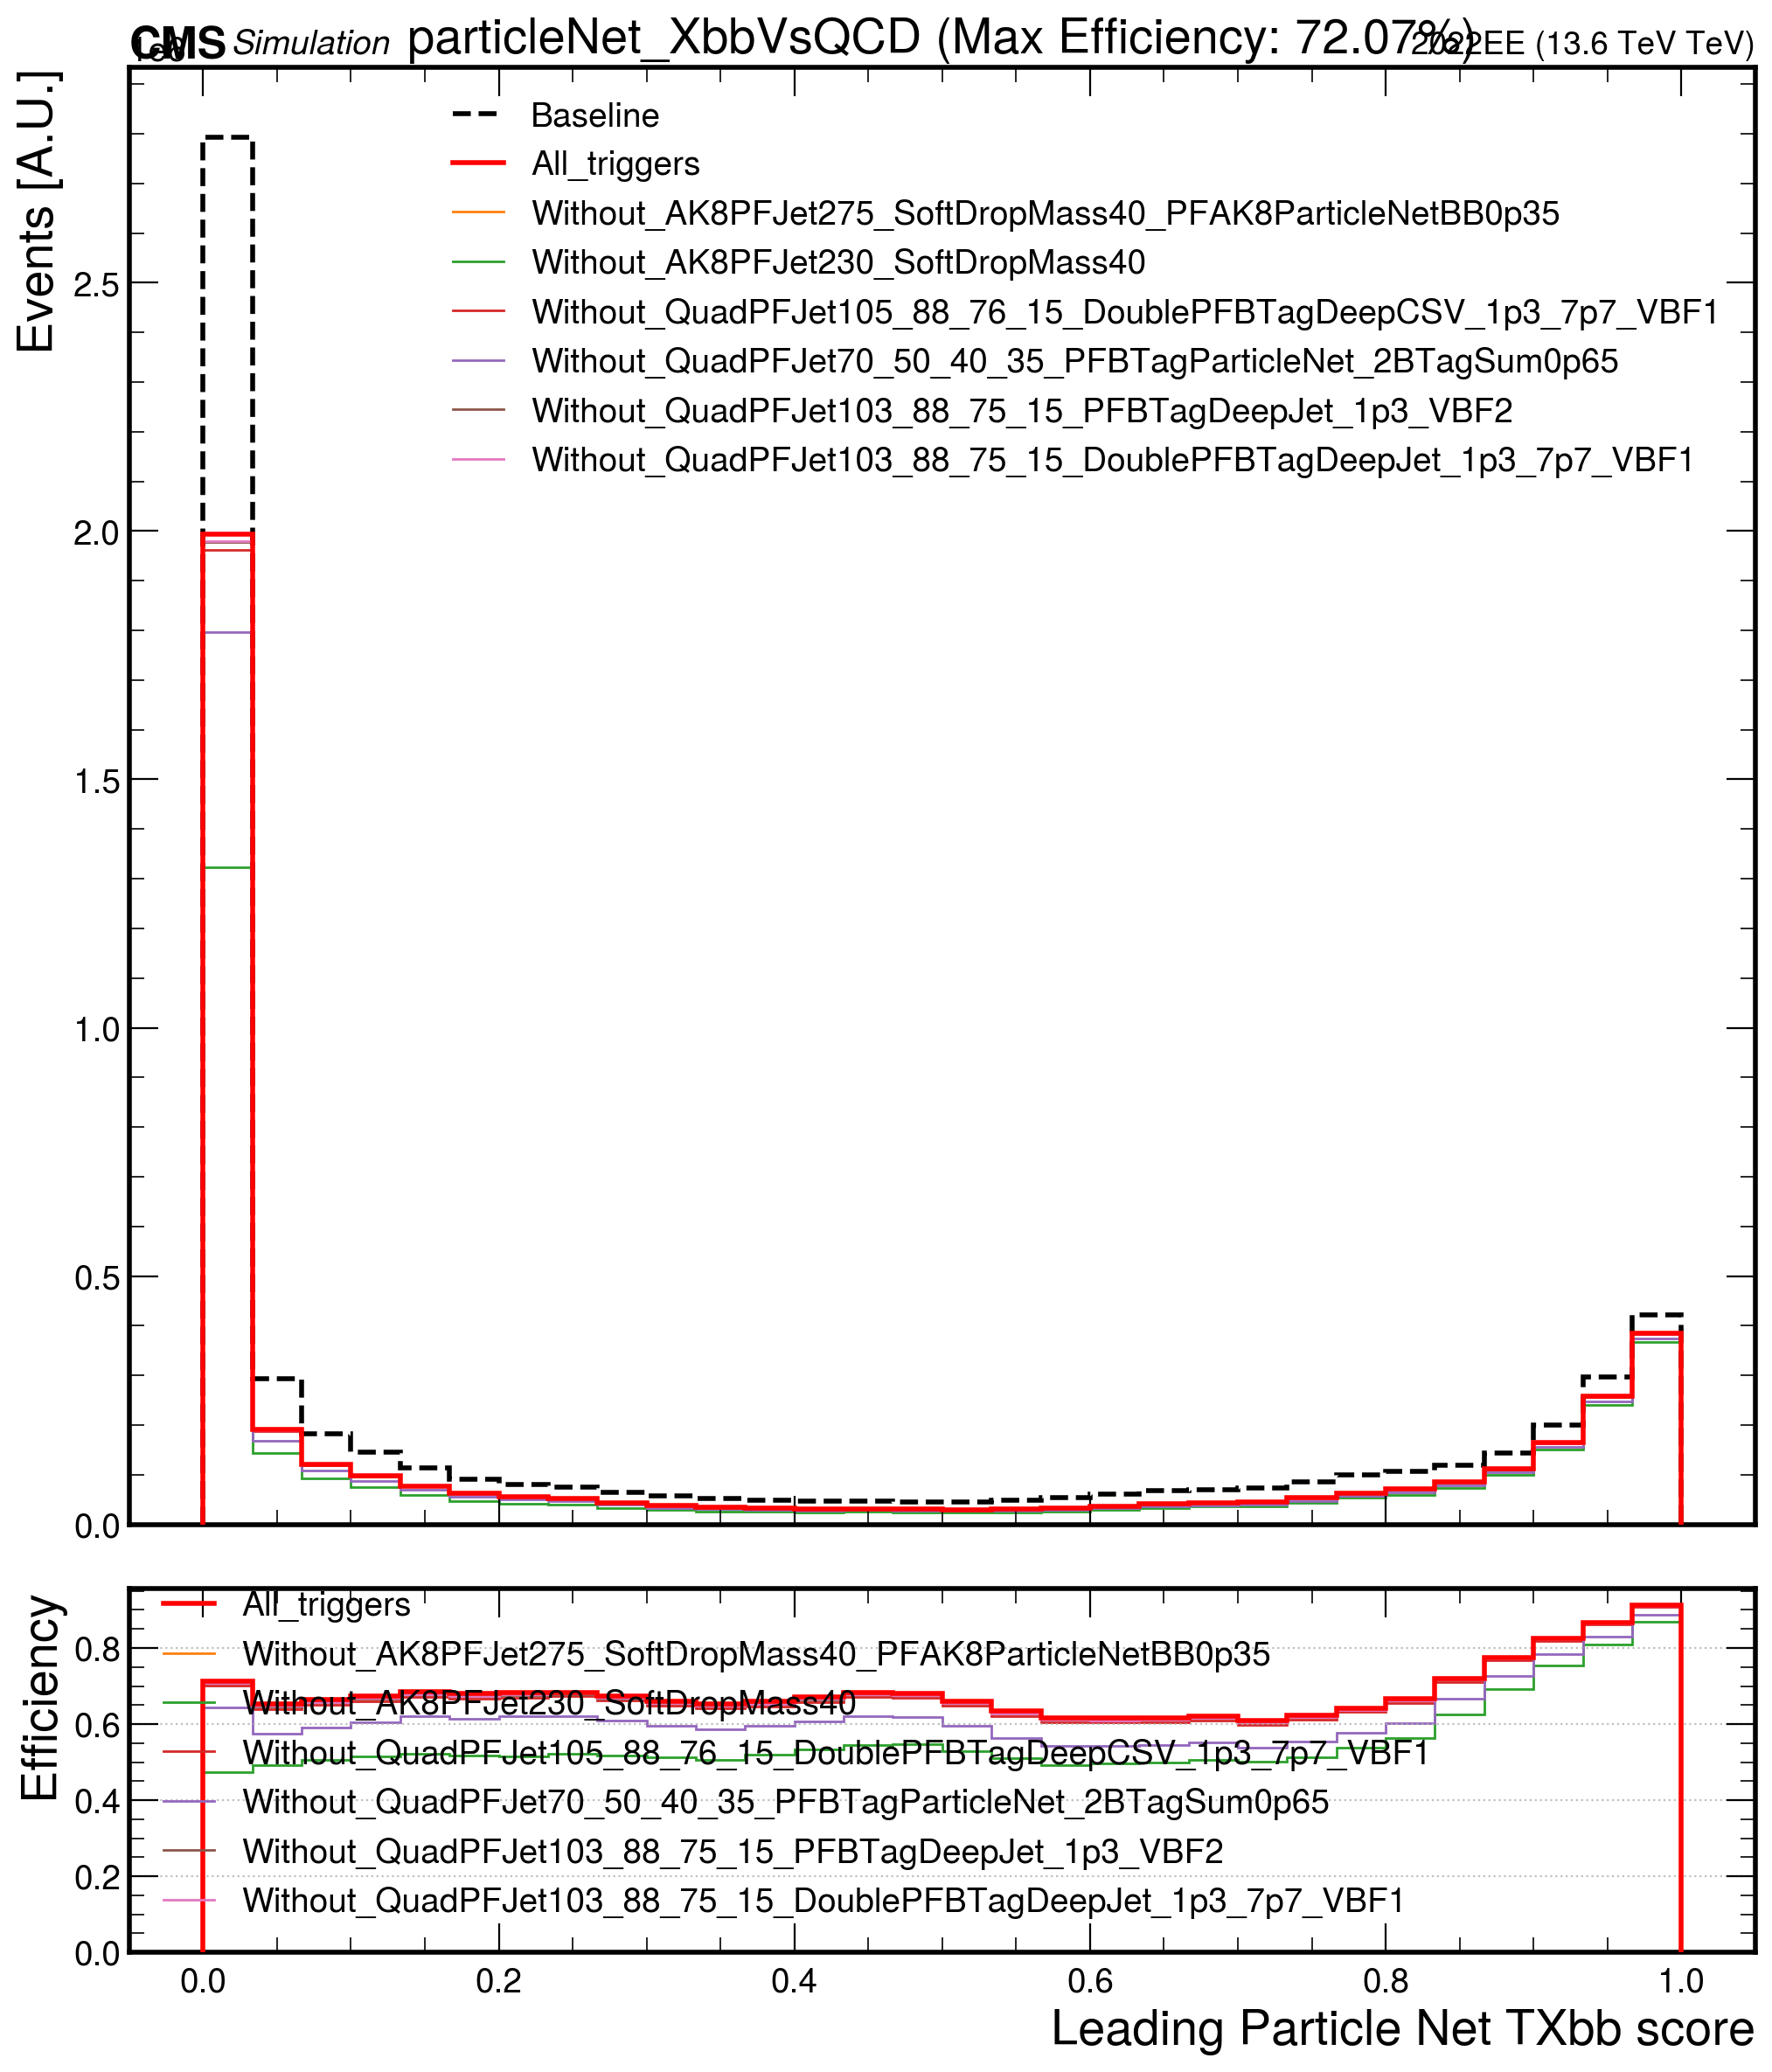 CMS Simulation particleNet_XbbVsQCD (Max Efficiency: 72.07%) 2022EE (13.6 TeV TeV)
Events [A.U.]
Baseline
All_triggers
Without_AK8PFJet275_SoftDropMass40_PFAK8ParticleNetBB0p35
Without_AK8PFJet230_SoftDropMass40
Without_QuadPFJet105_88_76_15_DoublePFBTagDeepCSV_1p3_7p7_VBF1
Without_QuadPFJet70_50_40_35_PFBTagParticleNet_2BTagSum0p65
Without_QuadPFJet103_88_75_15_PFBTagDeepJet_1p3_VBF2
Without_QuadPFJet103_88_75_15_DoublePFBTagDeepJet_1p3_7p7_VBF1
2.5
2.0
1.5
1.0
0.5
0.0
Efficiency
All_triggers
Without_AK8PFJet275_SoftDropMass40_PFAK8ParticleNetBB0p35
Without_AK8PFJet230_SoftDropMass40
Without_QuadPFJet105_88_76_15_DoublePFBTagDeepCSV_1p3_7p7_VBF1
Without_QuadPFJet70_50_40_35_PFBTagParticleNet_2BTagSum0p65
Without_QuadPFJet103_88_75_15_PFBTagDeepJet_1p3_VBF2
Without_QuadPFJet103_88_75_15_DoublePFBTagDeepJet_1p3_7p7_VBF1
0.8
0.6
0.4
0.2
0.0
0.0 0.2 0.4 0.6 0.8 1.0
Leading Particle Net TXbb score